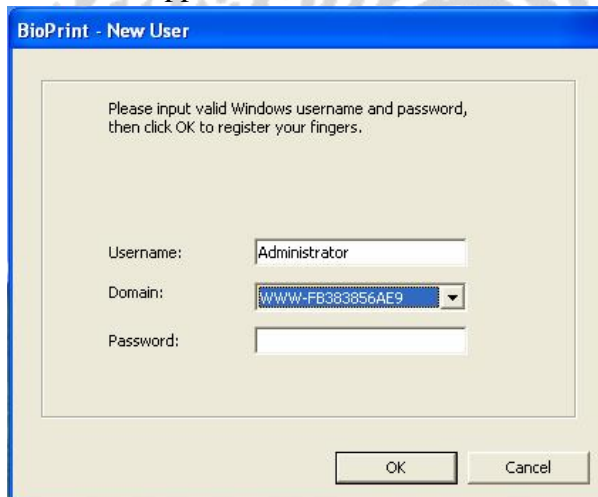 BioPrint - New User
Please input valid Windows username and password,
then click OK to register your fingers.
Username: Administrator
Domain: WWW-FB383856AE9
Password:
OK Cancel